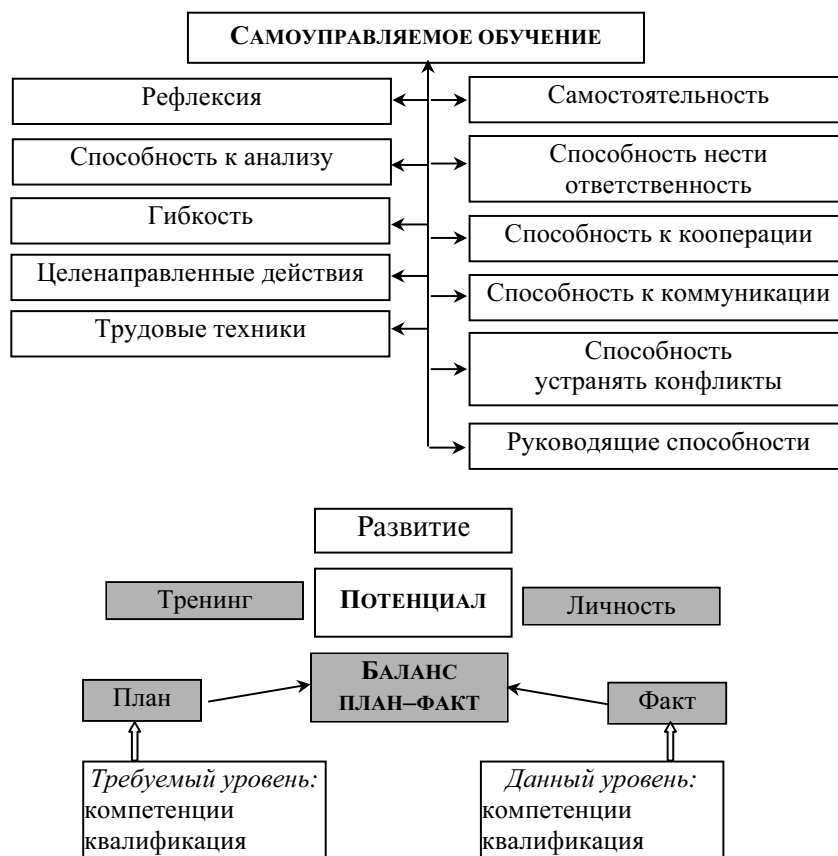 САМОУПРАВЛЯЕМОЕ ОБУЧЕНИЕ
Рефлексия
Самостоятельность
Способность к анализу
Способность нести
ответственность
Гибкость
Способность к кооперации
Целенаправленные действия
Способность к коммуникации
Трудовые техники
Способность
устранять конфликты
Руководящие способности
Развитие
Тренинг
ПОТЕНЦИАЛ
Личность
БАЛАНС
ПЛАН–ФАКТ
План
Факт
Требуемый уровень:
компетенции
квалификация
Данный уровень:
компетенции
квалификация